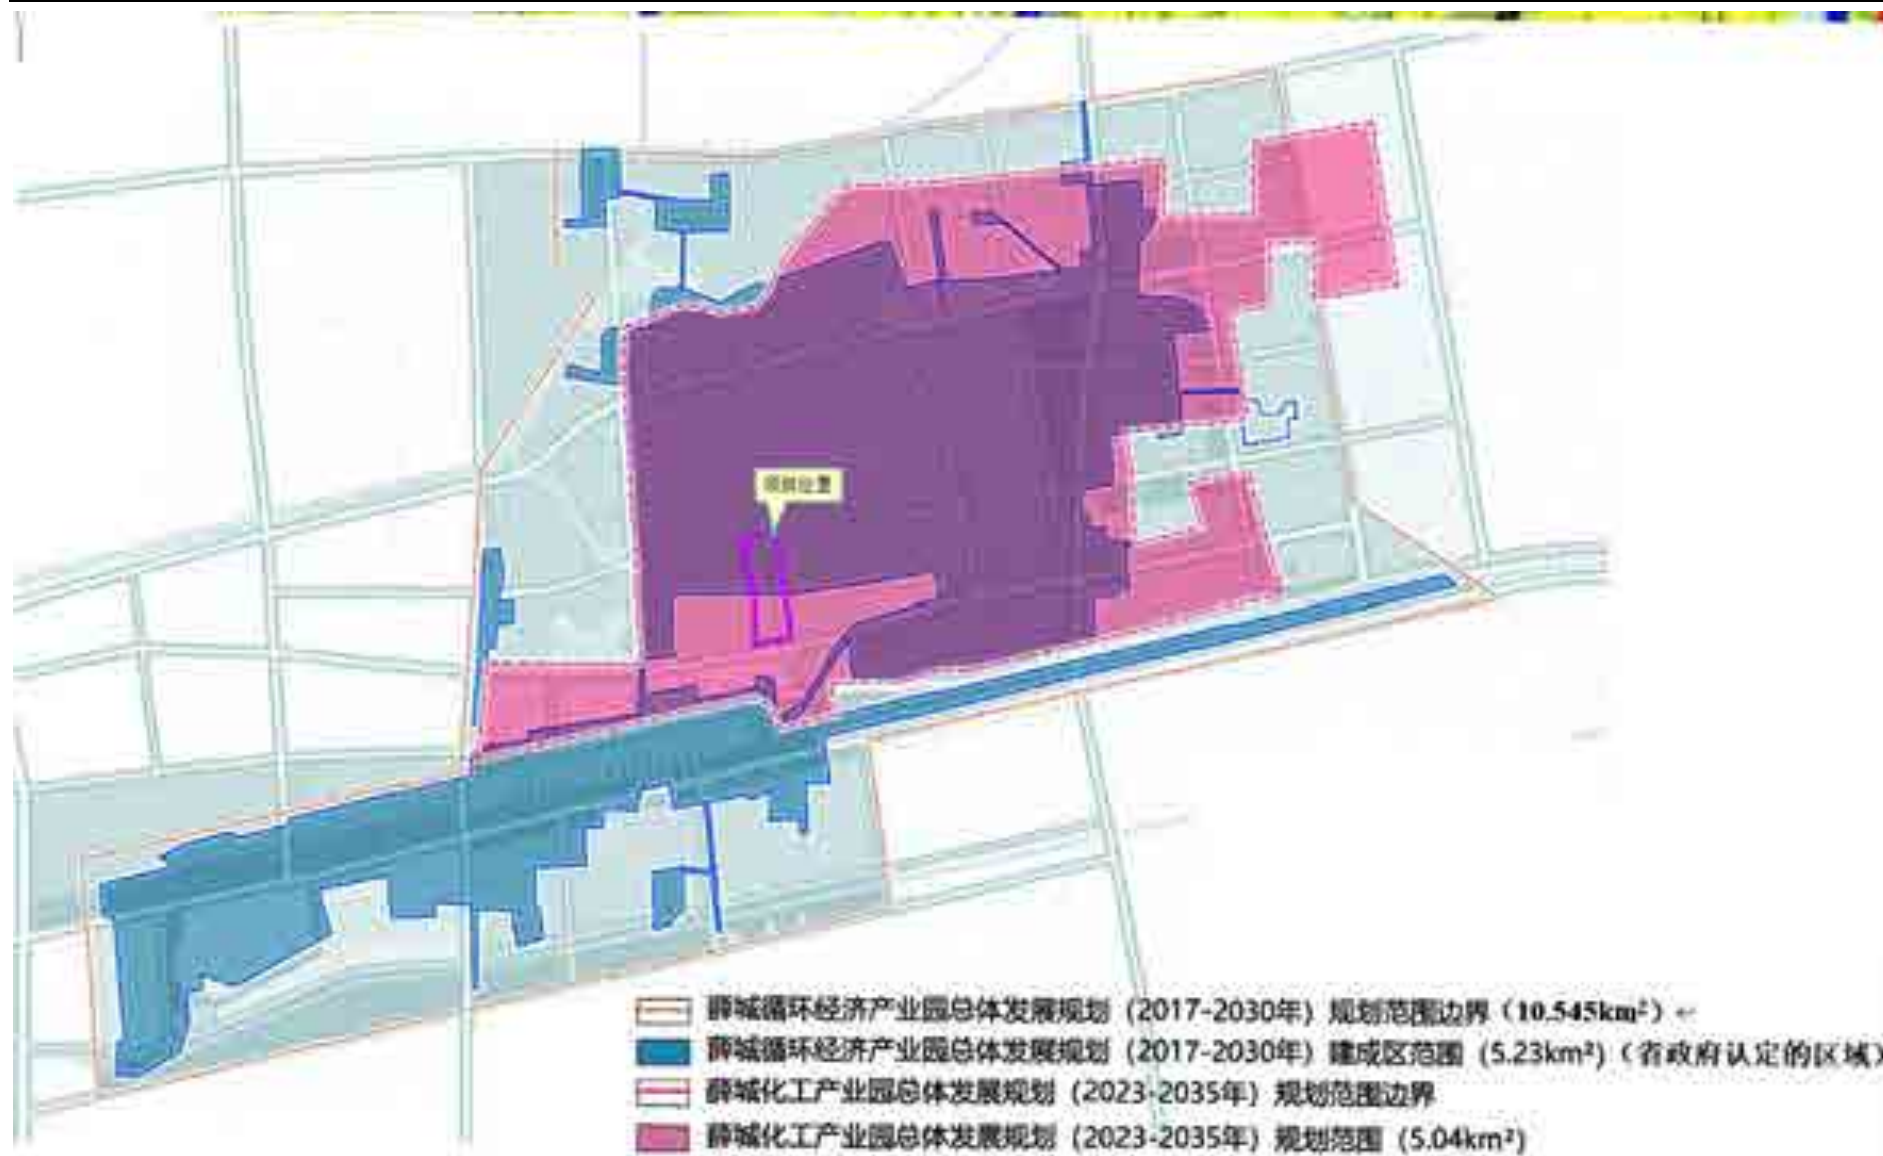 项目位置
薛城循环经济产业园总体发展规划（2017-2030年）规划范围边界（10.545km²）↵
薛城循环经济产业园总体发展规划（2017-2030年）建成区范围（5.23km²）（省政府认定的区域）
薛城化工产业园总体发展规划（2023-2035年）规划范围边界
薛城化工产业园总体发展规划（2023-2035年）规划范围（5.04km²）